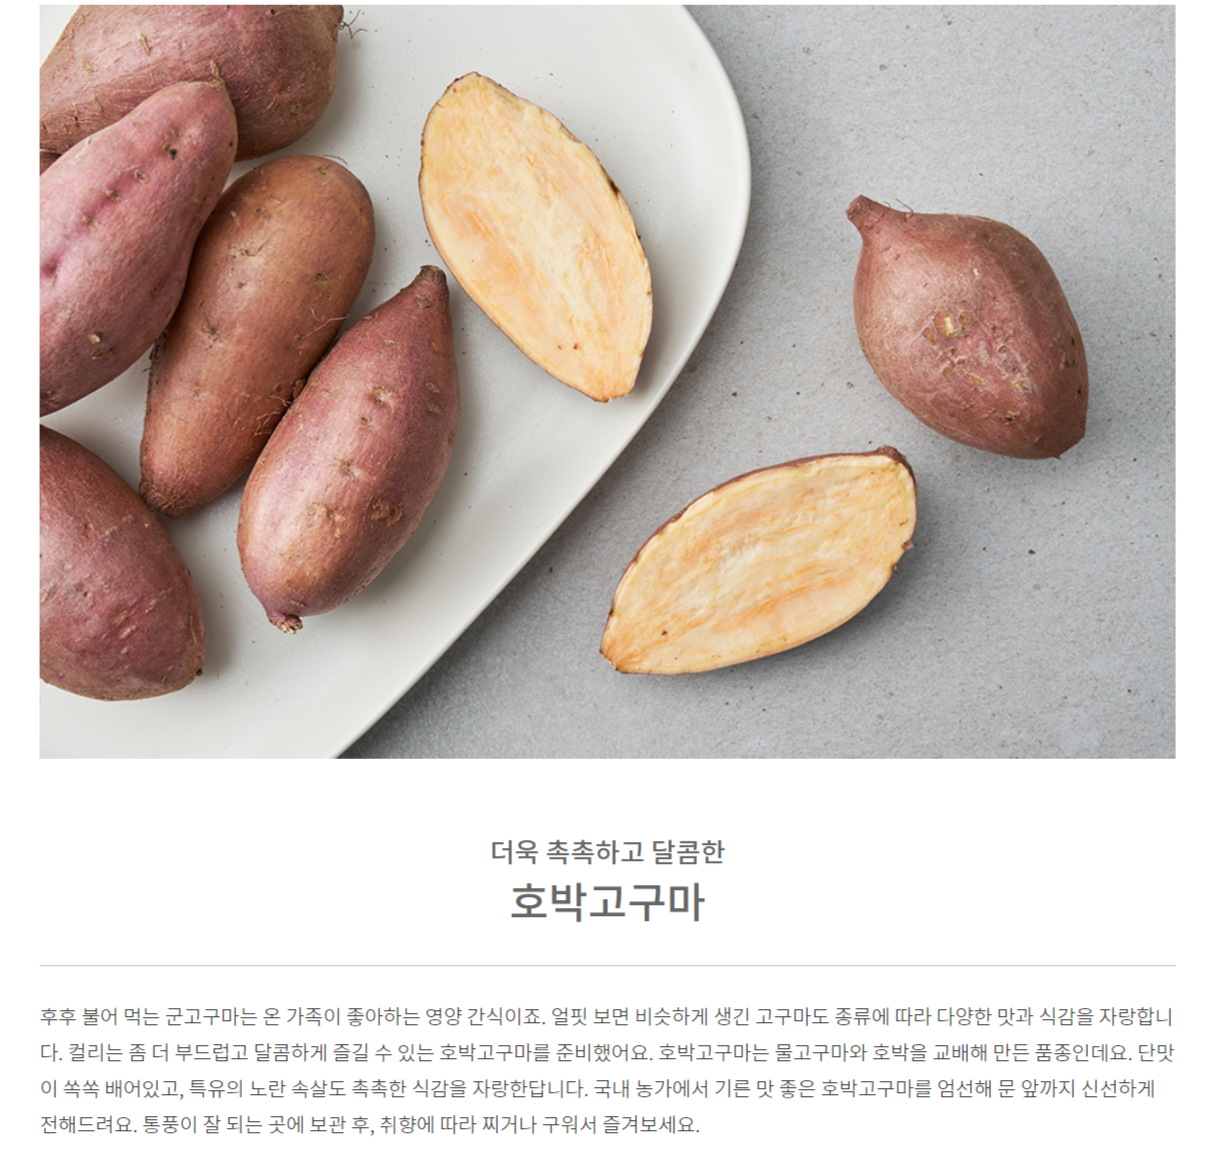 더욱 촉촉하고 달콤한
호박고구마
후후 불어 먹는 군고구마는 온 가족이 좋아하는 영양 간식이죠. 얼핏 보면 비슷하게 생긴 고구마도 종류에 따라 다양한 맛과 식감을 자랑합니
다. 컬리는 좀 더 부드럽고 달콤하게 즐길 수 있는 호박고구마를 준비했어요. 호박고구마는 물고구마와 호박을 교배해 만든 품종인데요. 단맛
이 쏙쏙 배어있고, 특유의 노란 속살도 촉촉한 식감을 자랑한답니다. 국내 농가에서 기른 맛 좋은 호박고구마를 엄선해 문 앞까지 신선하게
전해드려요. 통풍이 잘 되는 곳에 보관 후, 취향에 따라 찌거나 구워서 즐겨보세요.